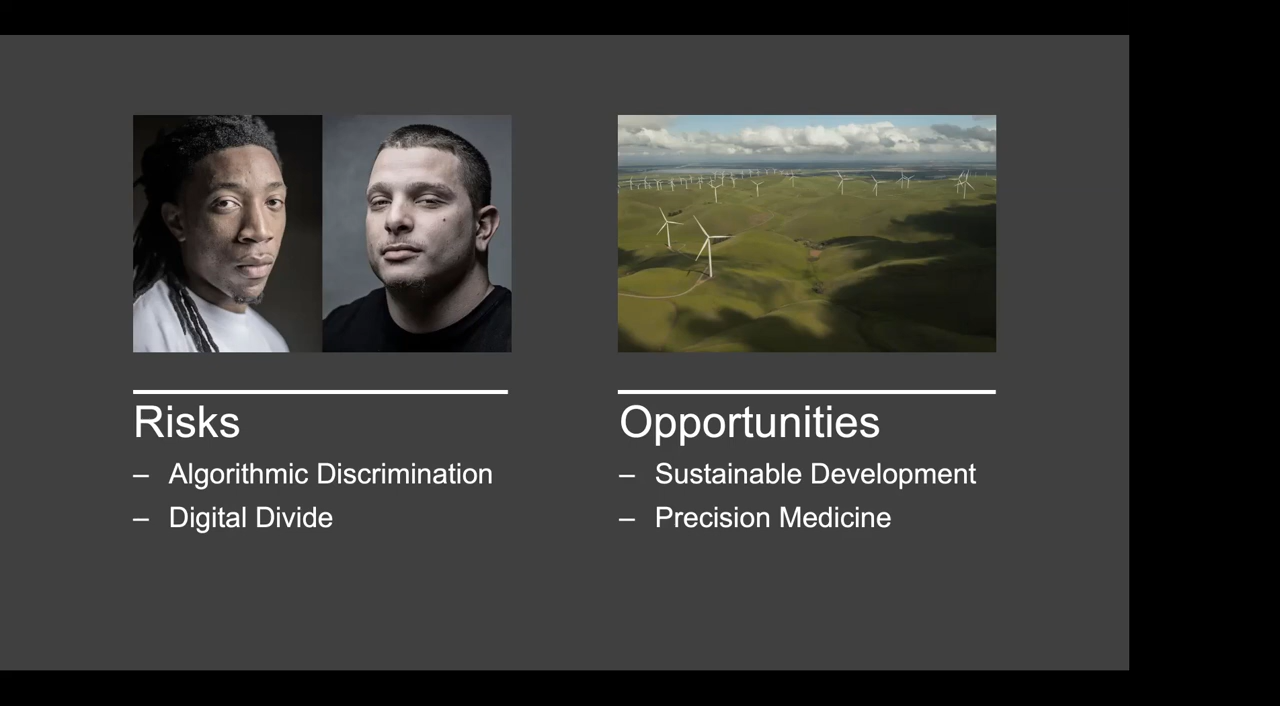 Risks
– Algorithmic Discrimination
– Digital Divide
Opportunities
– Sustainable Development
– Precision Medicine